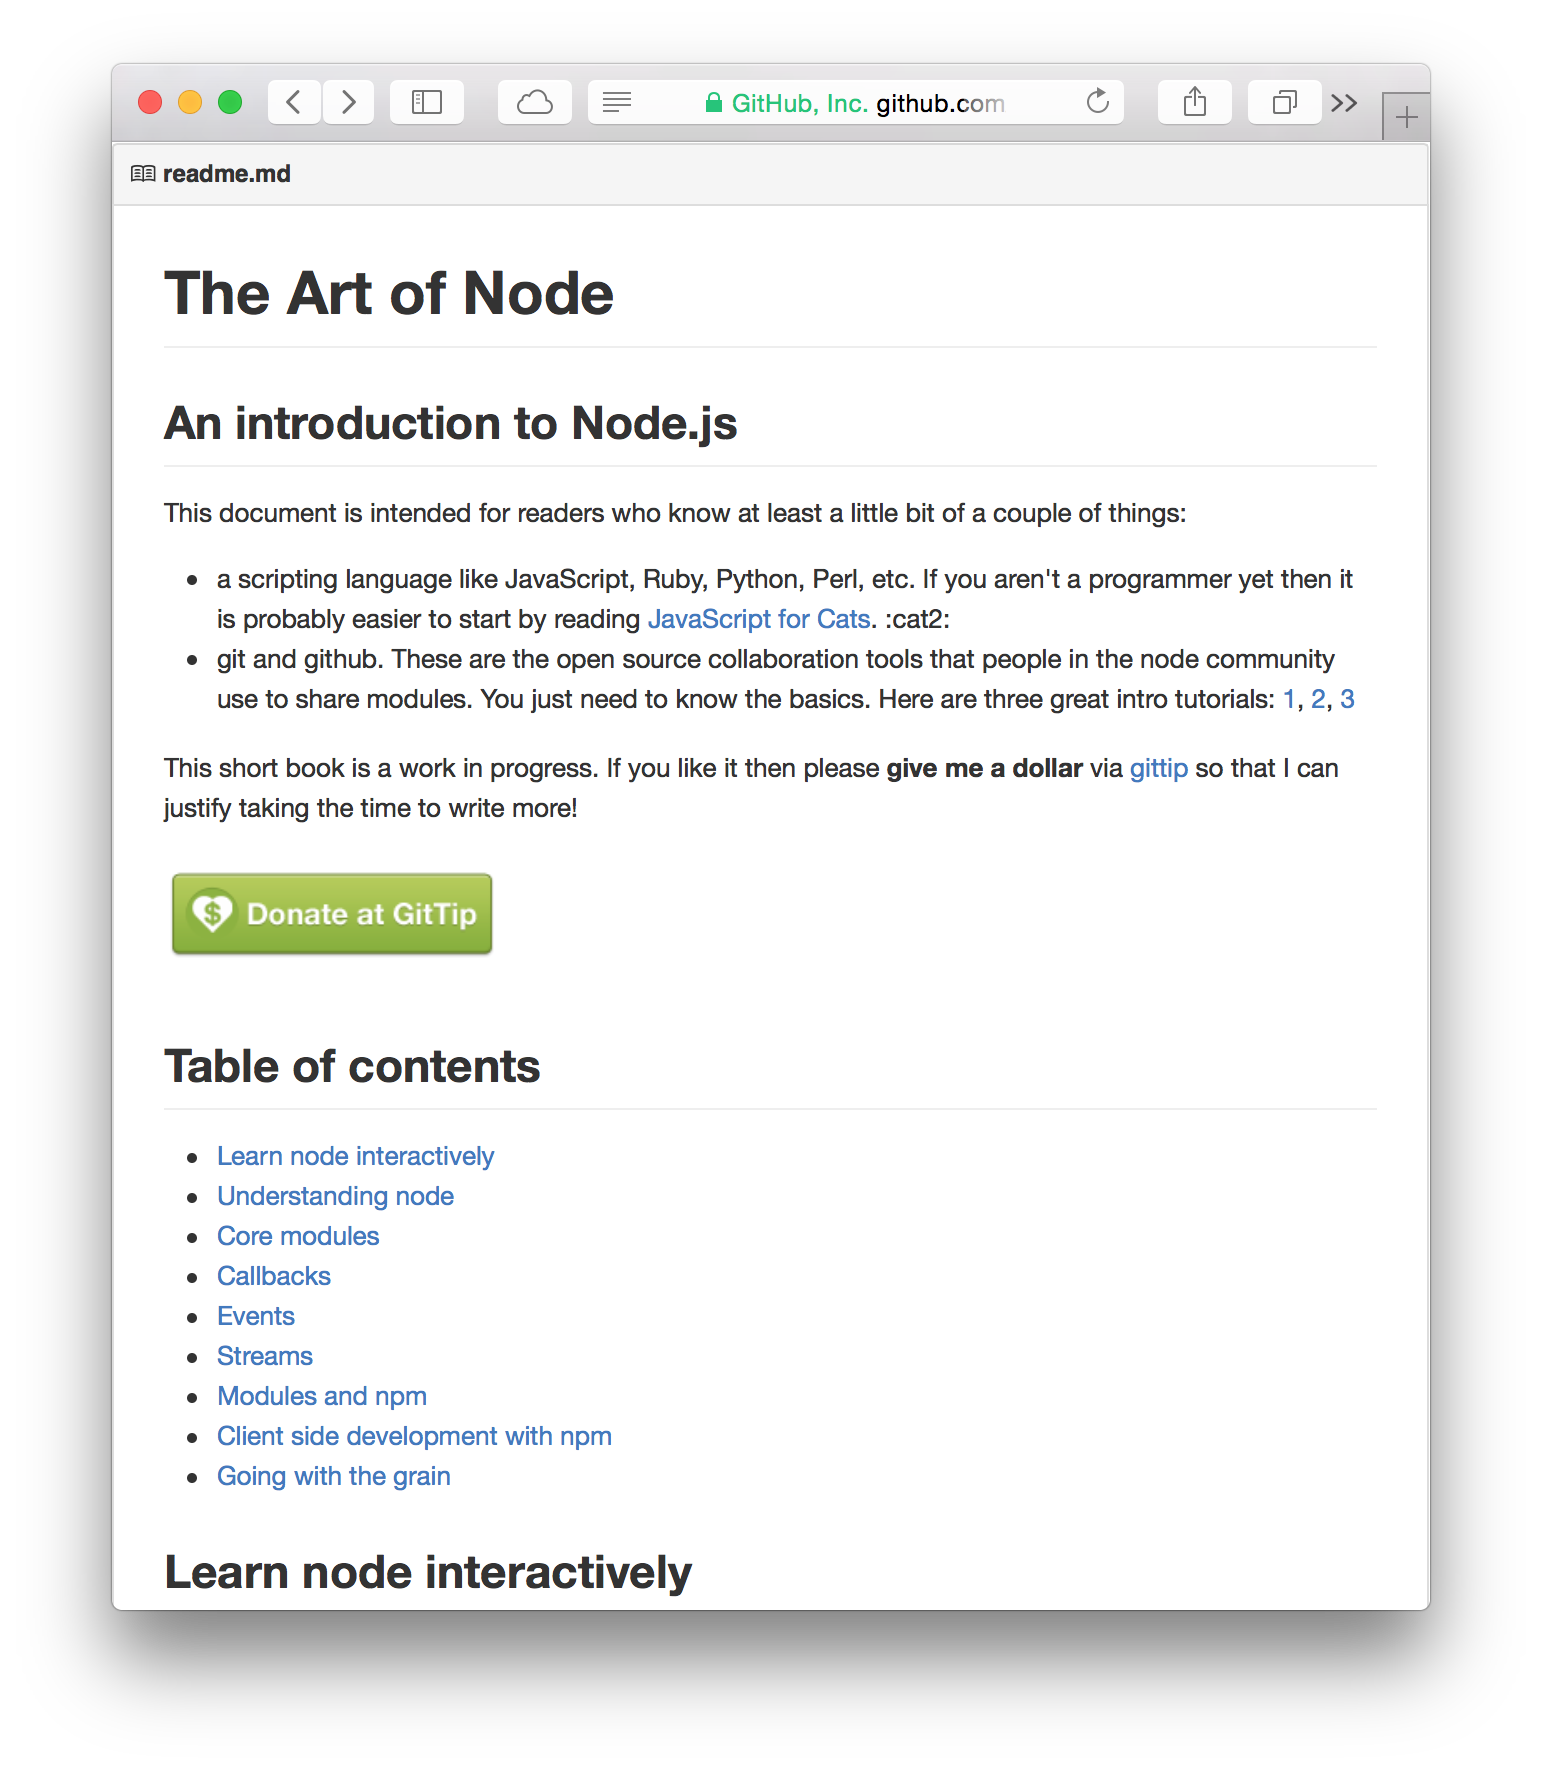 GitHub, Inc. github.com
readme.md
The Art of Node
An introduction to Node.js
This document is intended for readers who know at least a little bit of a couple of things:
a scripting language like JavaScript, Ruby, Python, Perl, etc. If you aren't a programmer yet then it
is probably easier to start by reading JavaScript for Cats. :cat2:
git and github. These are the open source collaboration tools that people in the node community
use to share modules. You just need to know the basics. Here are three great intro tutorials: 1, 2, 3
This short book is a work in progress. If you like it then please give me a dollar via gittip so that I can
justify taking the time to write more!
Donate at GitTip
Table of contents
Learn node interactively
Understanding node
Core modules
Callbacks
Events
Streams
Modules and npm
Client side development with npm
Going with the grain
Learn node interactively